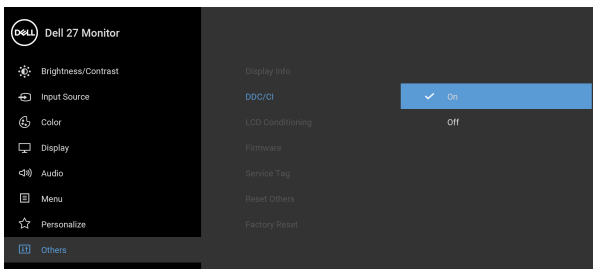 DELL Dell 27 Monitor
Brightness/Contrast
Input Source
Color
Display
Audio
Menu
Personalize
Others
Display Info
DDC/CI
LCD Conditioning
Firmware
Service Tag
Reset Others
Factory Reset
On
Off